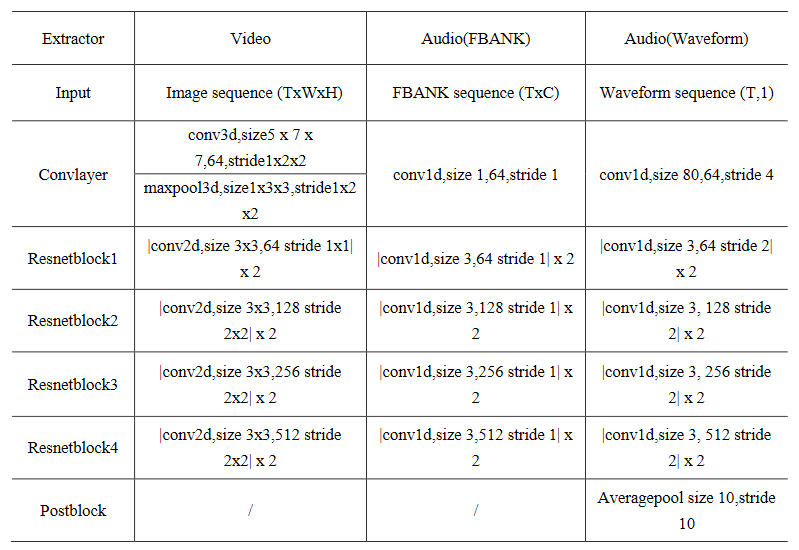 Extractor
Video
Audio(FBANK)
Audio(Waveform)
Input
Image sequence (TxWxH)
FBANK sequence (TxC)
Waveform sequence (T,1)
Convlayer
conv3d,size5 x 7 x
7,64,stride1x2x2
maxpool3d,size1x3x3,stride1x2
x2
conv1d,size 1,64,stride 1
conv1d,size 80,64,stride 4
Resnetblock1
|conv2d,size 3x3,64 stride 1x1|
x 2
|conv1d,size 3,64 stride 1| x 2
|conv1d,size 3,64 stride 2|
x 2
Resnetblock2
|conv2d,size 3x3,128 stride
2x2| x 2
|conv1d,size 3,128 stride 1| x
2
|conv1d,size 3, 128 stride
2| x 2
Resnetblock3
|conv2d,size 3x3,256 stride
2x2| x 2
|conv1d,size 3,256 stride 1| x
2
|conv1d,size 3, 256 stride
2| x 2
Resnetblock4
|conv2d,size 3x3,512 stride
2x2| x 2
|conv1d,size 3,512 stride 1| x
2
|conv1d,size 3, 512 stride
2| x 2
Postblock
/
/
Averagepool size 10,stride
10